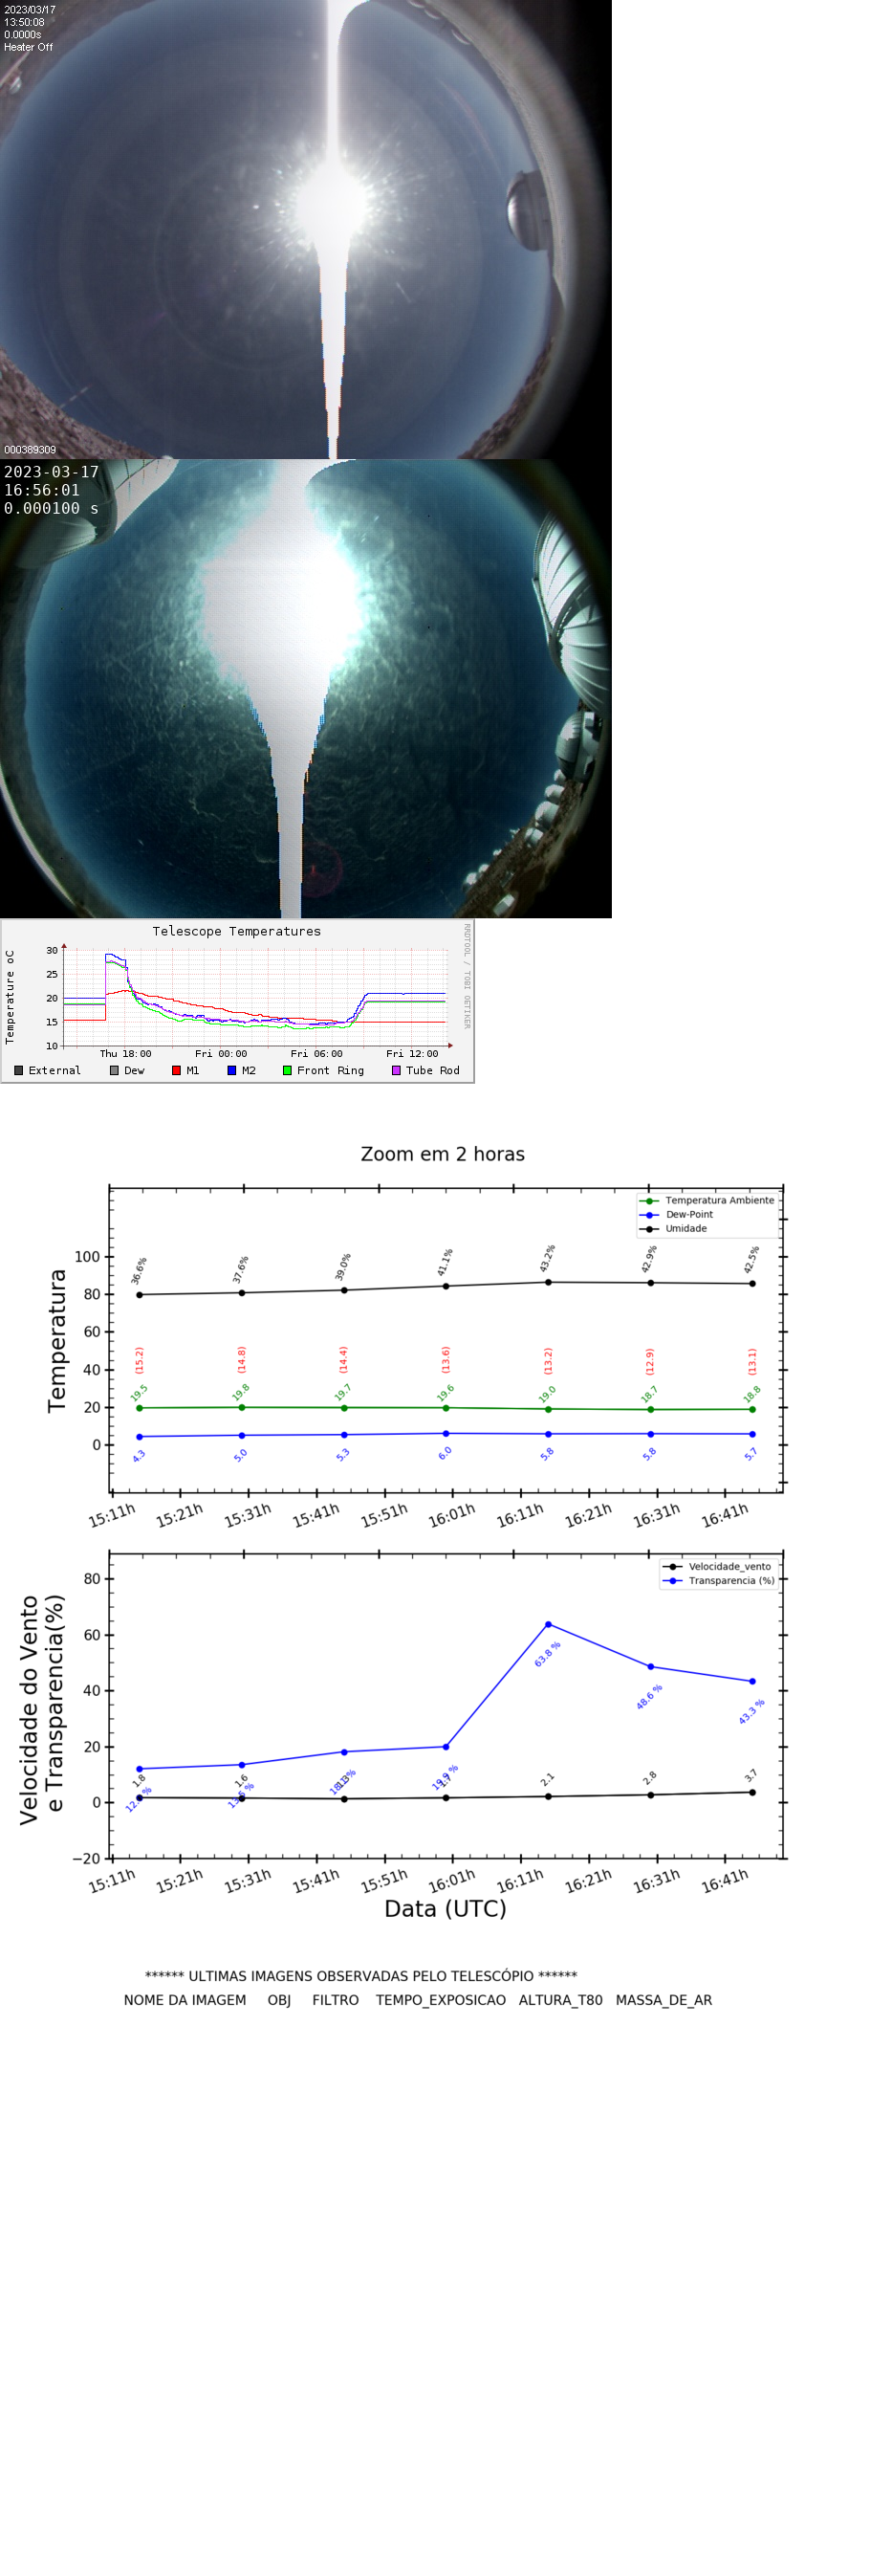 2023/03/17
13:50:08
0.0000s
Heater Off
000389309
2023-03-17
16:56:01
0.000100 s
Telescope Temperatures
RRDTOOL / TOBI OETIKER
Temperature oC
30
25
20
15
10
Thu 18:00 Fri 00:00 Fri 06:00 Fri 12:00
External Dew M1 M2 Front Ring Tube Rod
Zoom em 2 horas
Temperatura
Temperatura Ambiente
Dew-Point
Umidade
100
80
60
40
20
0
36.6% 37.6% 39.0% 41.1% 43.2% 42.9% 42.5%
(15.2) (14.8) (14.4) (13.6) (13.2) (12.9) (13.1)
19.5 19.8 19.7 19.6 19.0 18.7 18.8
4.3 5.0 5.3 6.0 5.8 5.8 5.7
15:11h 15:21h 15:31h 15:41h 15:51h 16:01h 16:11h 16:21h 16:31h 16:41h
Velocidade do Vento
e Transparencia(%)
Velocidade_vento
Transparencia (%)
80
60
40
20
0
−20
63.8 % 48.6 % 43.3 %
1.8 1.6 2.1 2.8 3.7
15:11h 15:21h 15:31h 15:41h 15:51h 16:01h 16:11h 16:21h 16:31h 16:41h
Data (UTC)
****** ULTIMAS IMAGENS OBSERVADAS PELO TELESCÓPIO ******
NOME DA IMAGEM OBJ FILTRO TEMPO_EXPOSICAO ALTURA_T80 MASSA_DE_AR